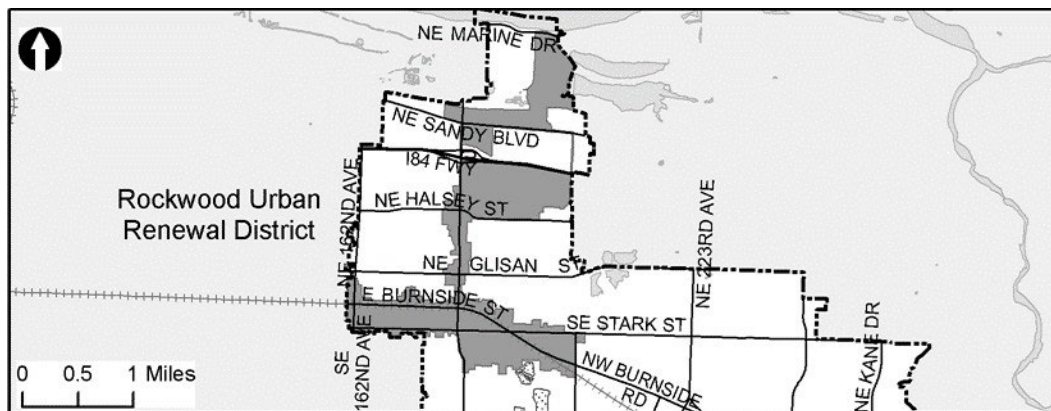 NE MARINE DR
NE SANDY BLVD
I84 FWY
Rockwood Urban
Renewal District
NE 162ND AVE
NE HALSEY ST
NE 223RD AVE
NE GLISAN ST
E BURNSIDE ST
SE STARK ST
0 0.5 1 Miles
SE
162ND AVE
NW BURNSIDE
RD
NE KANE DR